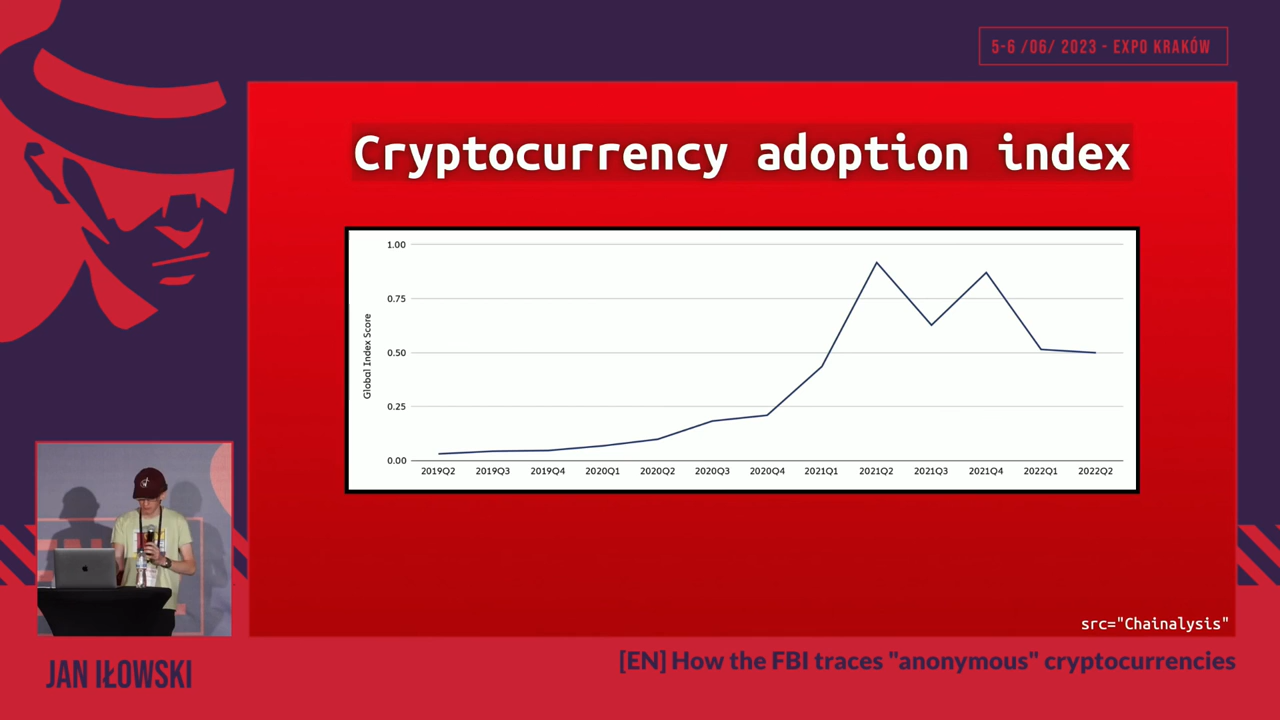 5-6 /06/ 2023 - EXPO KRAKÓW
Cryptocurrency adoption index
1.00
0.75
0.50
0.25
0.00
Global Index Score
2019Q2 2019Q3 2019Q4 2020Q1 2020Q2 2020Q3 2020Q4 2021Q1 2021Q2 2021Q3 2021Q4 2022Q1 2022Q2
src="Chainalysis"
JAN IŁOWSKI
[EN] How the FBI traces "anonymous" cryptocurrencies